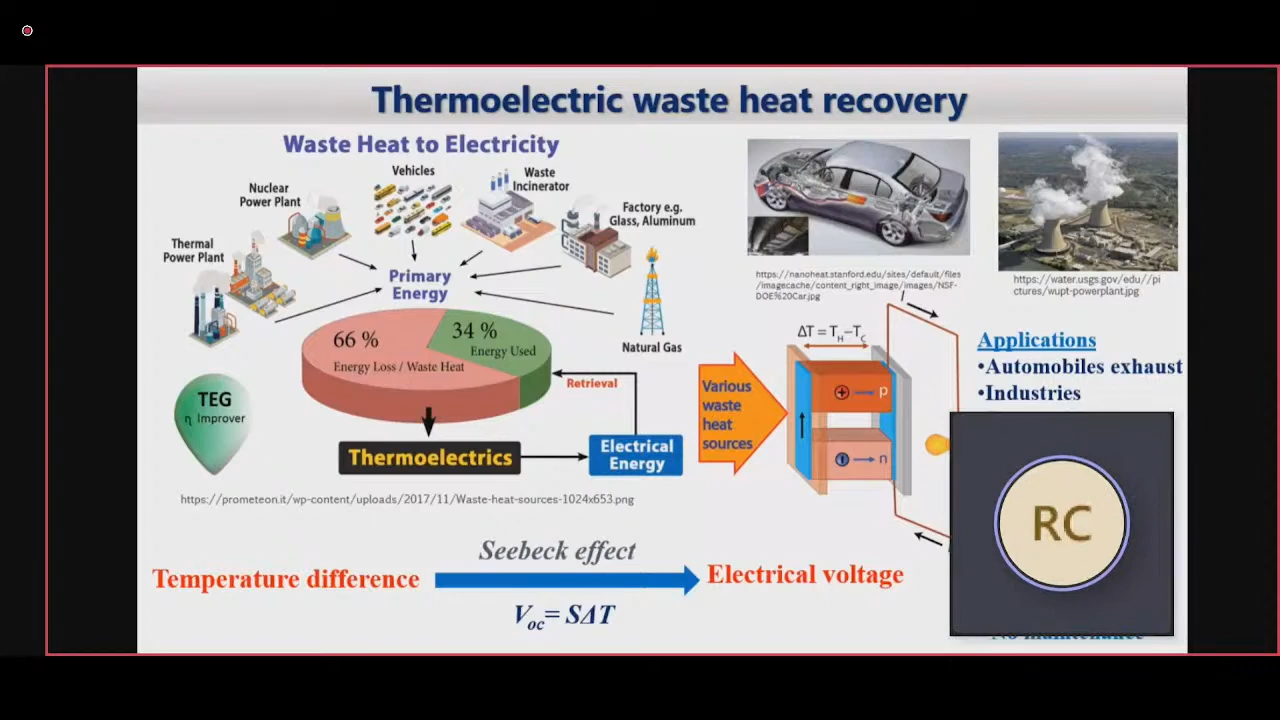 Thermoelectric waste heat recovery
Waste Heat to Electricity
Vehicles
Waste
Incinerator
Nuclear
Power Plant
Factory e.g.
Glass, Aluminum
Thermal
Power Plant
Primary
Energy
66 %
Energy Loss / Waste Heat
34 %
Energy Used
Natural Gas
Retrieval
TEG
η Improver
Thermoelectrics
Electrical
Energy
https://prometeon.it/wp-content/uploads/2017/11/Waste-heat-sources-1024x653.png
https://nanoheat.stanford.edu/sites/default/files
/imagecache/content_right_image/images/NSF-
DOE%20Car.jpg
https://water.usgs.gov/edu//pi
ctures/wupt-powerplant.jpg
I
ΔT = T_H−T_C
Various
waste
heat
sources
+ p
n
Applications
•Automobiles exhaust
•Industries
RC
No maintenance
Seebeck effect
Temperature difference
Electrical voltage
V_oc= SΔT